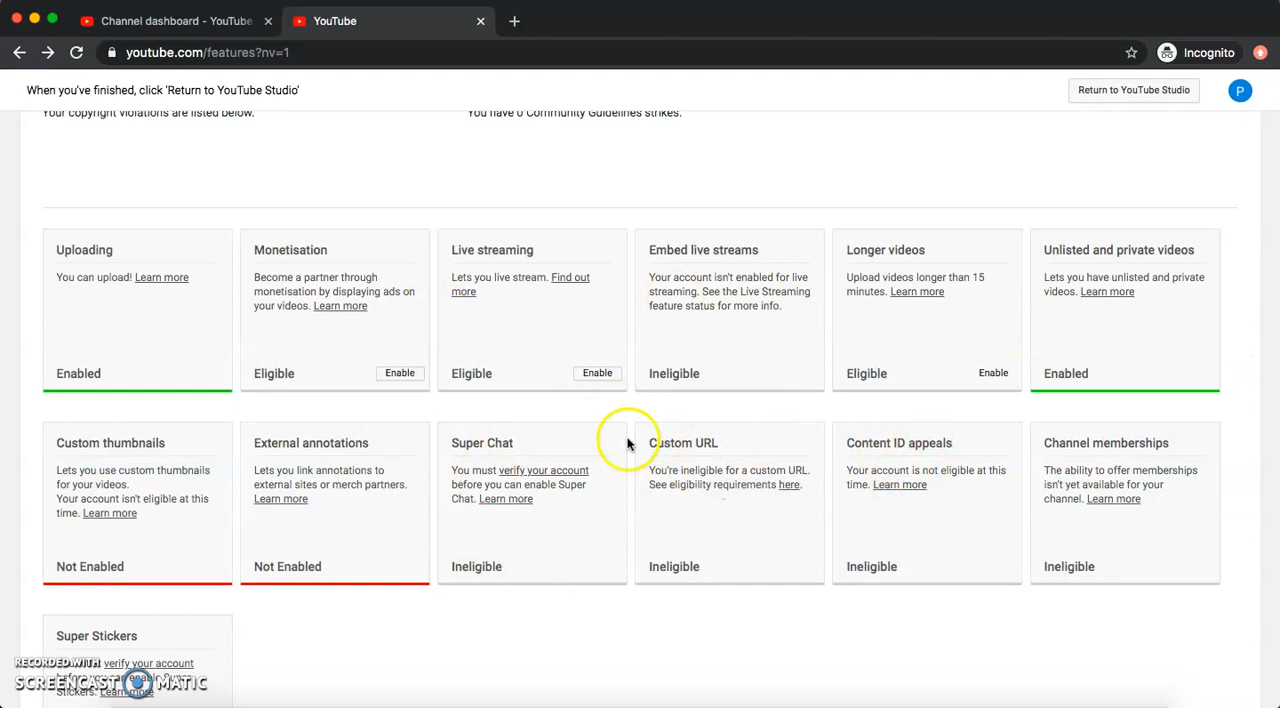 Channel dashboard - YouTube
YouTube
youtube.com/features?nv=1
Incognito
When you've finished, click 'Return to YouTube Studio'
Return to YouTube Studio
P
Your copyright violations are listed below.
You have 0 Community Guidelines strikes.
Uploading
You can upload! Learn more
Enabled
Monetisation
Become a partner through
monetisation by displaying ads on
your videos. Learn more
Eligible
Enable
Live streaming
Lets you live stream. Find out
more
Eligible
Enable
Embed live streams
Your account isn't enabled for live
streaming. See the Live Streaming
feature status for more info.
Ineligible
Longer videos
Upload videos longer than 15
minutes. Learn more
Eligible
Enable
Unlisted and private videos
Lets you have unlisted and private
videos. Learn more
Enabled
Custom thumbnails
Lets you use custom thumbnails
for your videos.
Your account isn't eligible at this
time. Learn more
Not Enabled
External annotations
Lets you link annotations to
external sites or merch partners.
Learn more
Not Enabled
Super Chat
You must verify your account
before you can enable Super
Chat. Learn more
Ineligible
Custom URL
You're ineligible for a custom URL.
See eligibility requirements here.
Ineligible
Content ID appeals
Your account is not eligible at this
time. Learn more
Ineligible
Channel memberships
The ability to offer memberships
isn't yet available for your
channel. Learn more
Ineligible
Super Stickers
verify your account
Stickers. Learn more
RECORDED WITH
SCREENCAST MATIC